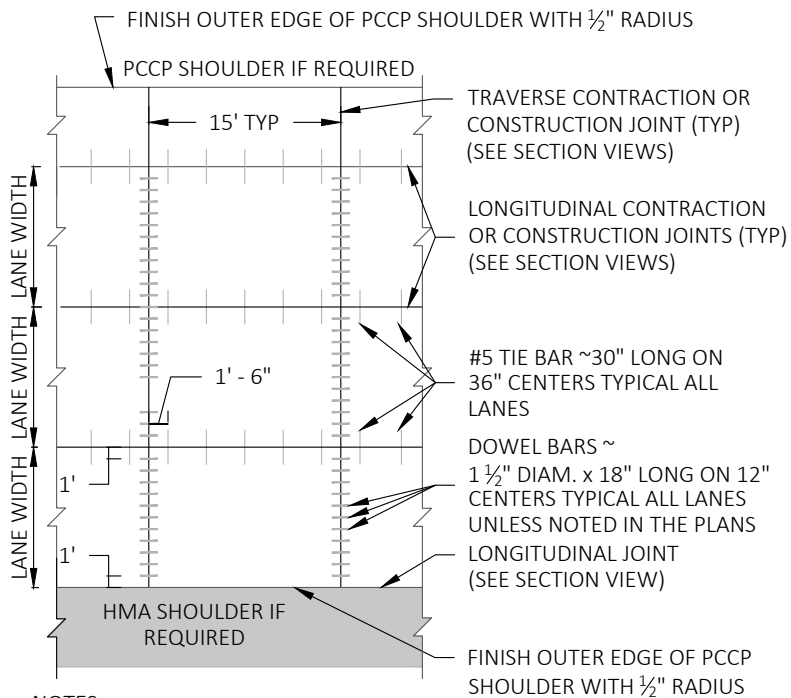 FINISH OUTER EDGE OF PCCP SHOULDER WITH ½" RADIUS
PCCP SHOULDER IF REQUIRED
15' TYP
TRAVERSE CONTRACTION OR
CONSTRUCTION JOINT (TYP)
(SEE SECTION VIEWS)
LANE WIDTH
LONGITUDINAL CONTRACTION
OR CONSTRUCTION JOINTS (TYP)
(SEE SECTION VIEWS)
LANE WIDTH
1' - 6"
#5 TIE BAR ~30" LONG ON
36" CENTERS TYPICAL ALL
LANES
LANE WIDTH
1'
1'
DOWEL BARS ~
1 ½" DIAM. x 18" LONG ON 12"
CENTERS TYPICAL ALL LANES
UNLESS NOTED IN THE PLANS
LONGITUDINAL JOINT
(SEE SECTION VIEW)
HMA SHOULDER IF
REQUIRED
FINISH OUTER EDGE OF PCCP
SHOULDER WITH ½" RADIUS